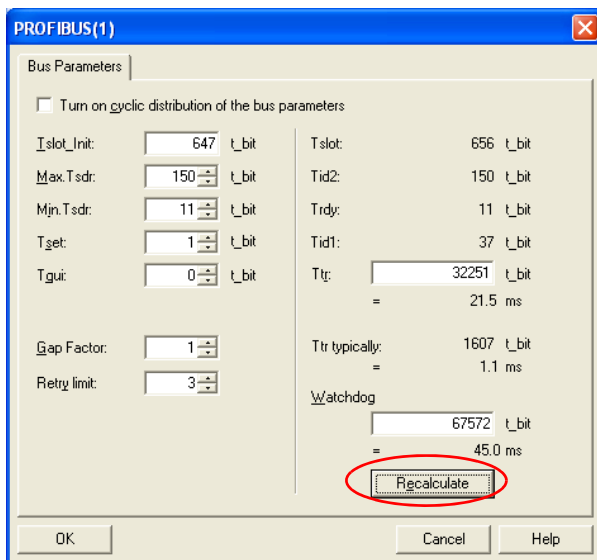 PROFIBUS(1)
Bus Parameters
Turn on cyclic distribution of the bus parameters
Tslot_Init: 647 t_bit
Max.Tsdr: 150 t_bit
Min.Tsdr: 11 t_bit
Tset: 1 t_bit
Tqui: 0 t_bit
Gap Factor: 1
Retry limit: 3
Tslot: 656 t_bit
Tid2: 150 t_bit
Trdy: 11 t_bit
Tid1: 37 t_bit
Ttr: 32251 t_bit
= 21.5 ms
Ttr typically: 1607 t_bit
= 1.1 ms
Watchdog
67572 t_bit
= 45.0 ms
Recalculate
OK
Cancel
Help